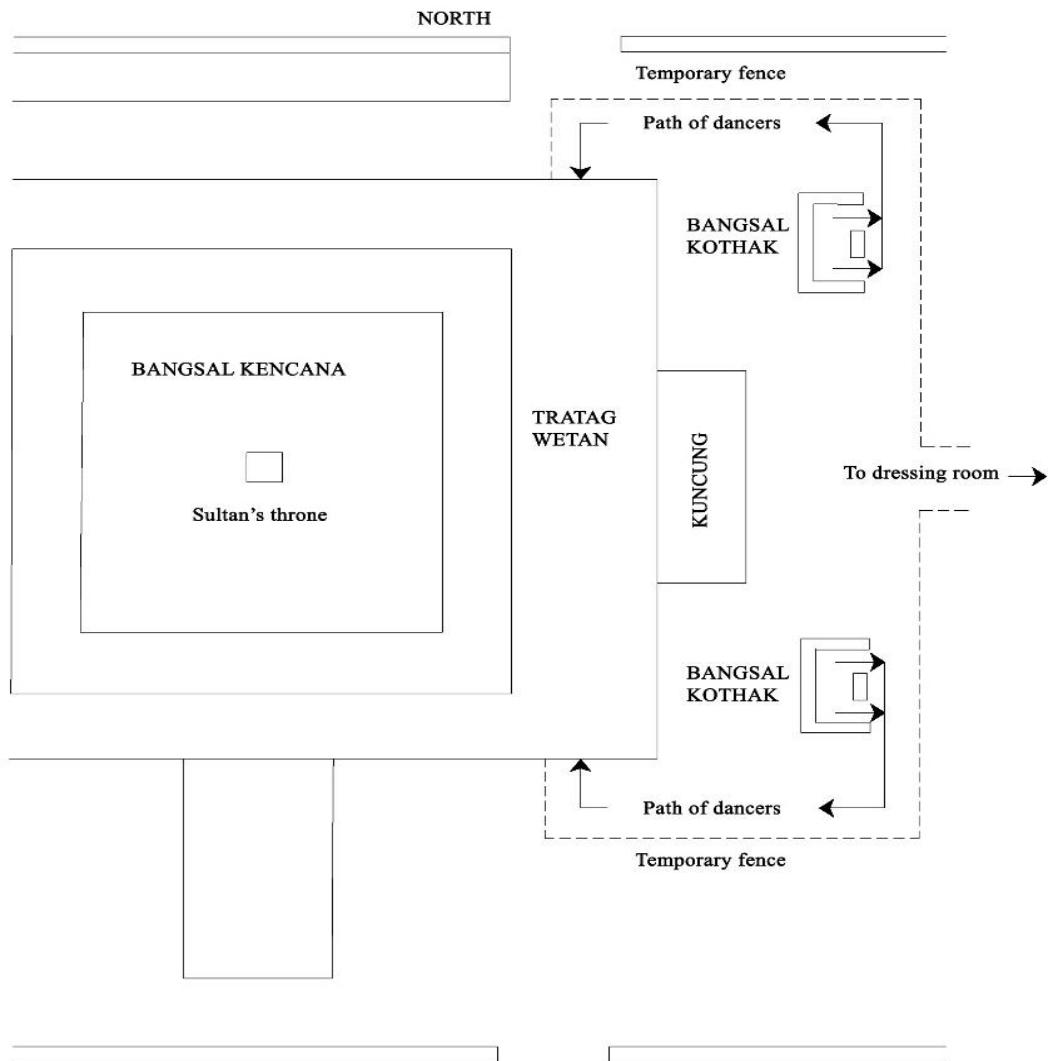 NORTH
Temporary fence
Path of dancers
BANGSAL
KOTHAK
BANGSAL KENCANA
TRATAG
WETAN
KUNCUNG
To dressing room
Sultan's throne
BANGSAL
KOTHAK
Path of dancers
Temporary fence